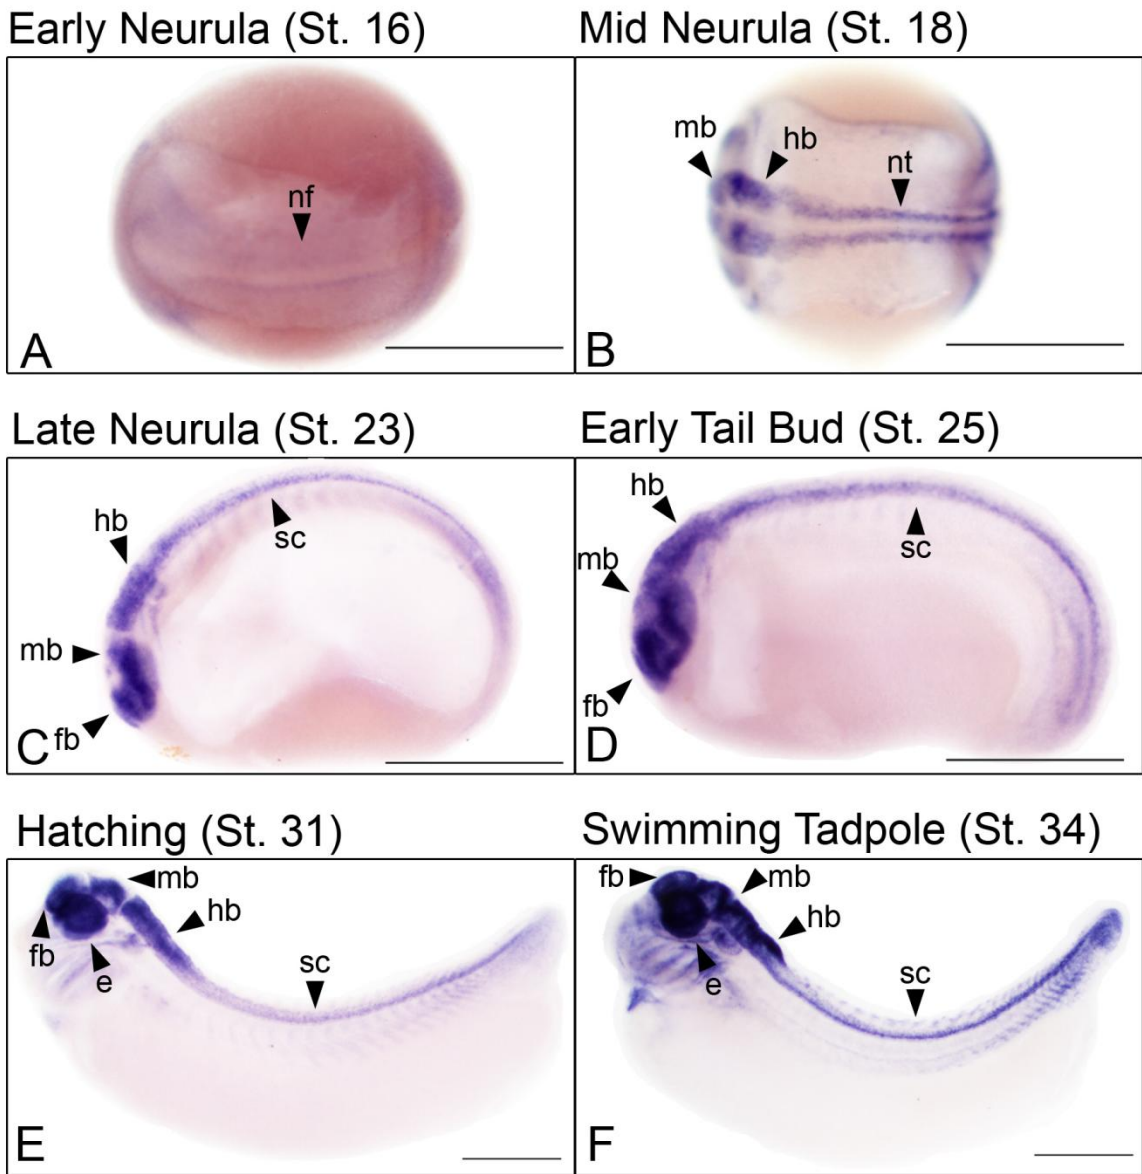 Early Neurula (St. 16)
Mid Neurula (St. 18)
nf
A
mb
hb
nt
B
Late Neurula (St. 23)
Early Tail Bud (St. 25)
hb
sc
mb
fb
C
hb
sc
mb
fb
D
Hatching (St. 31)
Swimming Tadpole (St. 34)
mb
hb
fb
e
sc
E
fb
mb
hb
e
sc
F